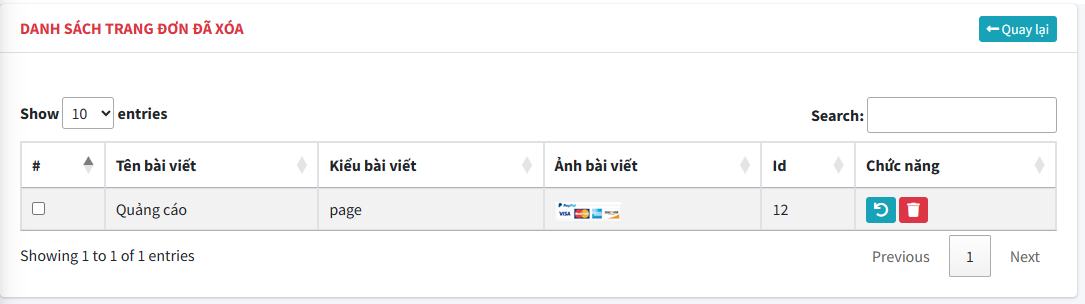 DANH SÁCH TRANG ĐƠN ĐÃ XÓA
Quay lại
Show 10 entries
Search:
# Tên bài viết Kiểu bài viết Ảnh bài viết Id Chức năng
Quảng cáo page PayPal VISA 12
Showing 1 to 1 of 1 entries
Previous 1 Next